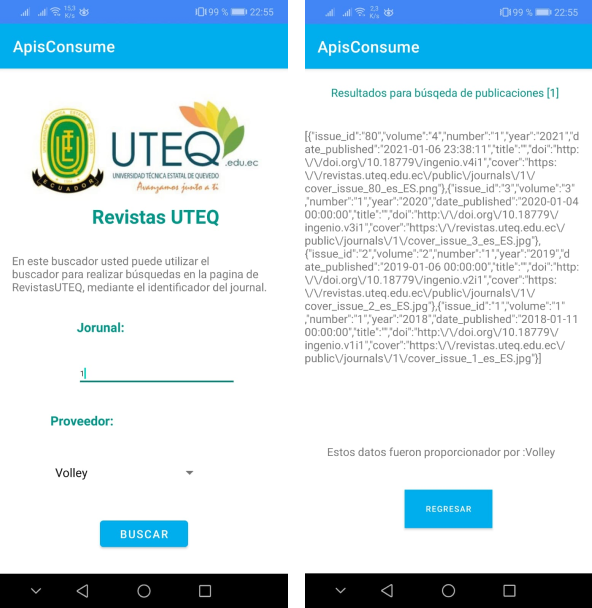 15,3 K/s 99 % 22:55
ApisConsume
ECUADOR
UTEQ .edu.ec
UNIVERSIDAD TÉCNICA ESTATAL DE QUEVEDO
Avanzamos junto a ti
Revistas UTEQ
En este buscador usted puede utilizar el
buscador para realizar búsquedas en la pagina de
RevistasUTEQ, mediante el identificador del journal.
Jorunal:
1
Proveedor:
Volley
BUSCAR
K/s 99 % 22:55
ApisConsume
Resultados para búsqeda de publicaciones [1]
[{"issue_id":"80","volume":"4","number":"1","year":"2021","d
ate_published":"2021-01-06 23:38:11","title":"","doi":"http:
\/\/doi.org\/10.18779\/ingenio.v4i1","cover":"https:
\/\/revistas.uteq.edu.ec\/public\/journals\/1\/
cover_issue_80_es_ES.png"},{"issue_id":"3","volume":"3"
,"number":"1","year":"2020","date_published":"2020-01-04
00:00:00","title":"","doi":"http:\/\/doi.org\/10.18779\/
ingenio.v3i1","cover":"https:\/\/revistas.uteq.edu.ec\/
public\/journals\/1\/cover_issue_3_es_ES.jpg"},
{"issue_id":"2","volume":"2","number":"1","year":"2019","d
ate_published":"2019-01-06 00:00:00","title":"","doi":"http:
\/\/doi.org\/10.18779\/ingenio.v2i1","cover":"https:
\/\/revistas.uteq.edu.ec\/public\/journals\/1\/
cover_issue_2_es_ES.jpg"},{"issue_id":"1","volume":"1"
,"number":"1","year":"2018","date_published":"2018-01-11
00:00:00","title":"","doi":"http:\/\/doi.org\/10.18779\/
ingenio.v1i1","cover":"https:\/\/revistas.uteq.edu.ec\/
public\/journals\/1\/cover_issue_1_es_ES.jpg"}]
Estos datos fueron proporcionador por :Volley
REGRESAR